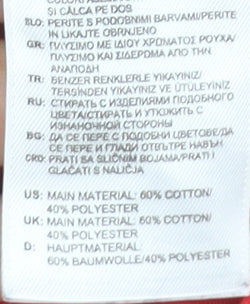 ȘI CALCA PE DOS
SLO: PERITE S PODOBNIMI BARVAMI/PERITE
IN LIKAJTE OBRNJENO
GR: ΠΛΥΣΙΜΟ ΜΕ ΙΔΙΟΥ ΧΡΩΜΑΤΟΣ ΡΟΥΧΑ/
ΠΛΥΣΙΜΟ ΚΑΙ ΣΙΔΕΡΩΜΑ ΑΠΟ ΤΗΝ
ΑΝΑΠΟΔΗ
TR: BENZER RENKLERLE YIKAYINIZ/
TERSİNDEN YIKAYINIZ VE ÜTÜLEYİNİZ
RU: СТИРАТЬ С ИЗДЕЛИЯМИ ПОДОБНОГО
ЦВЕТА/СТИРАТЬ И УТЮЖИТЬ С
ИЗНАНОЧНОЙ СТОРОНЫ
BG: ДА СЕ ПЕРЕ С ПОДОБНИ ЦВЕТОВЕ/ДА
СЕ ПЕРЕ И ГЛАДИ ОТВЪТРЕ НАВЪН
CRO: PRATI SA SLIČNIM BOJAMA/PRATI I
GLAČATI S NALIČJA
US: MAIN MATERIAL: 60% COTTON/
40% POLYESTER
UK: MAIN MATERIAL: 60% COTTON/
40% POLYESTER
D: HAUPTMATERIAL:
60% BAUMWOLLE/40% POLYESTER